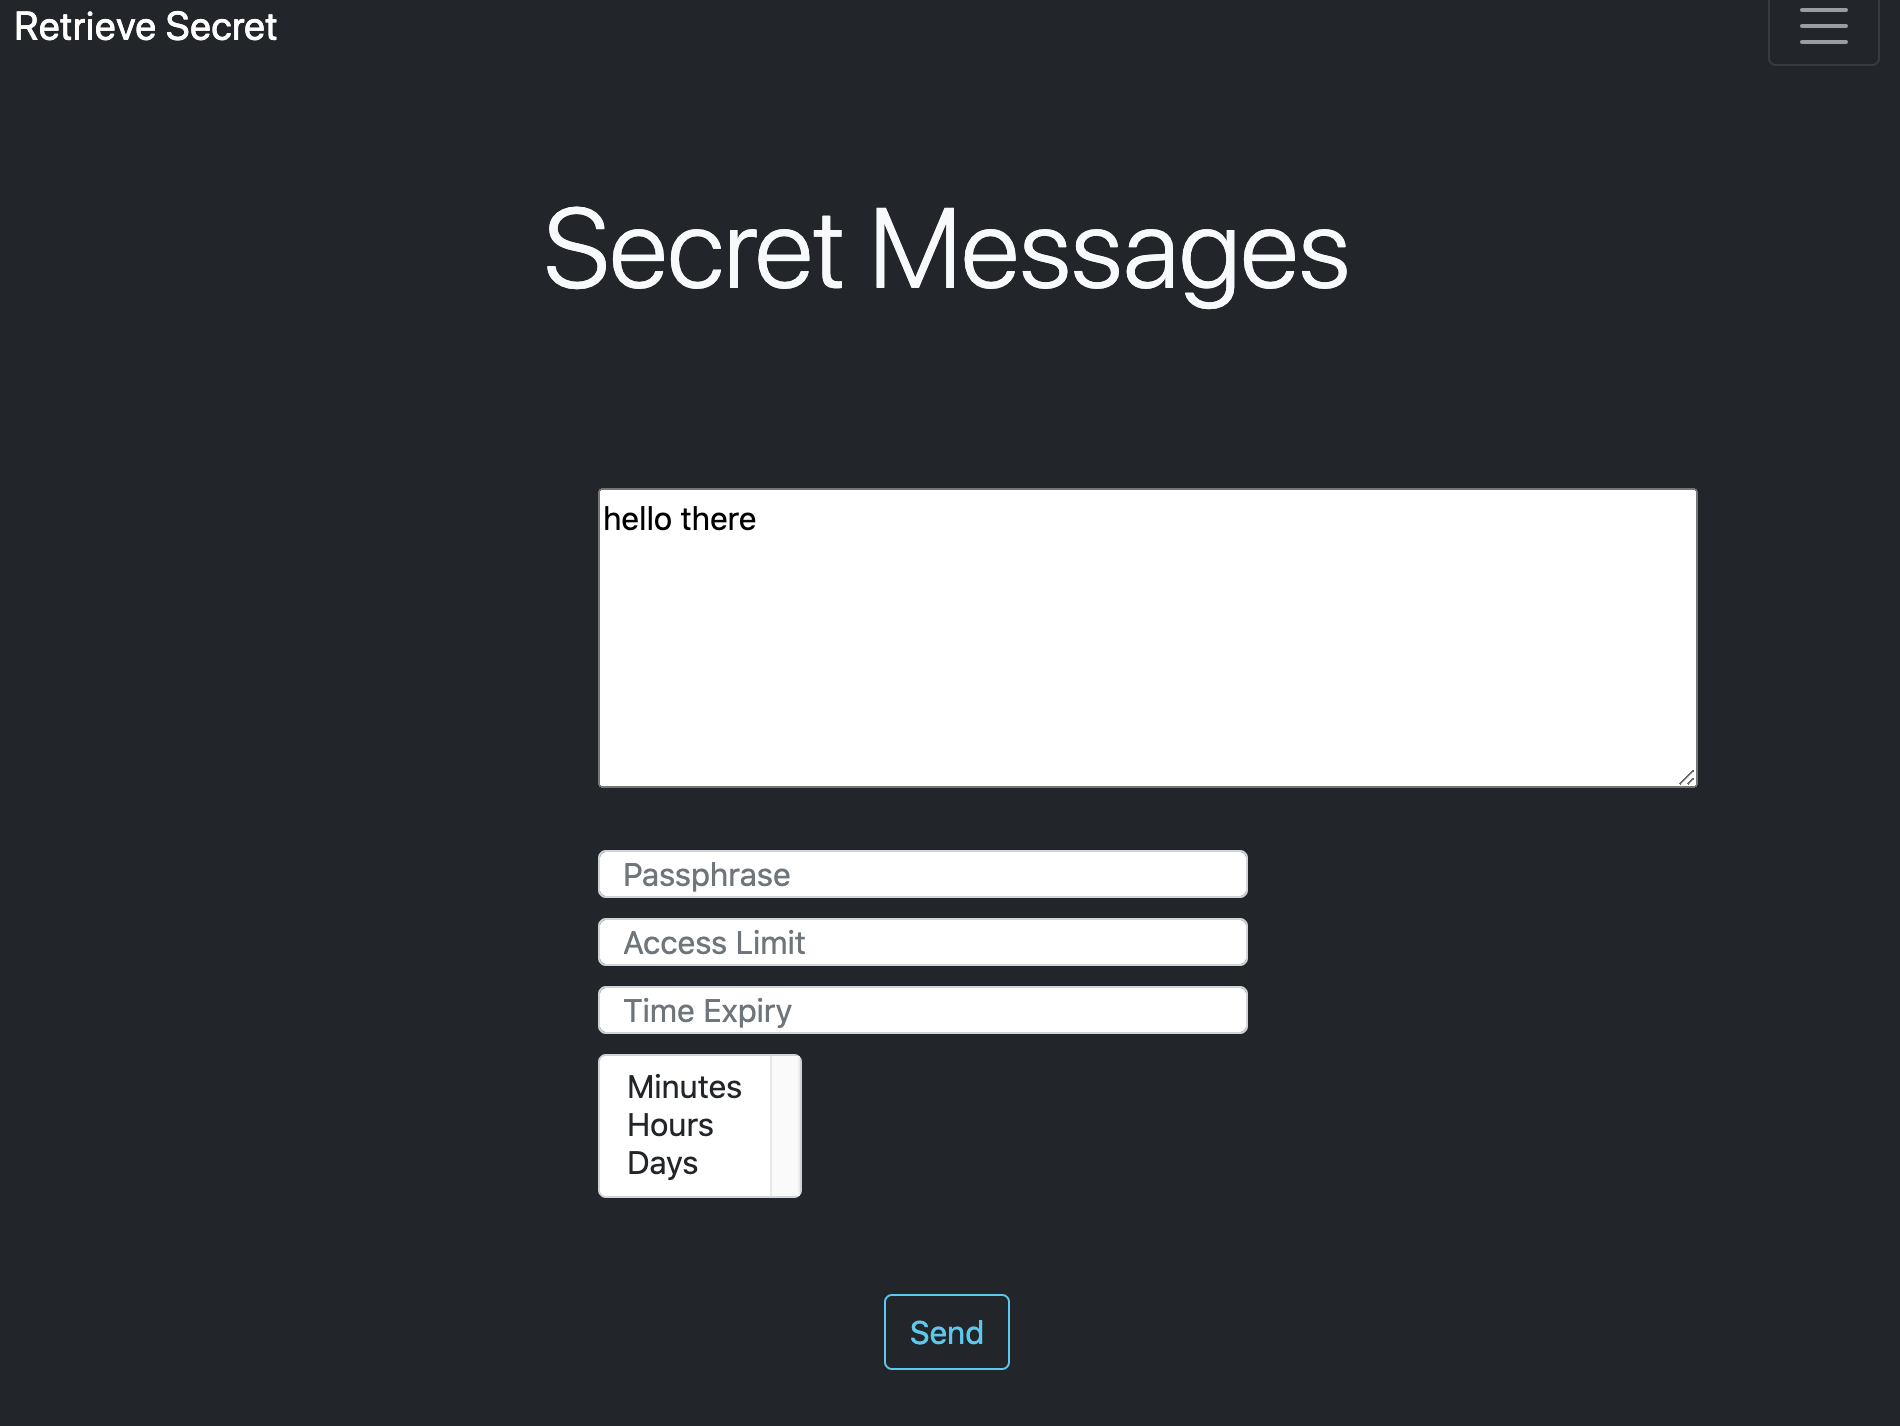 Retrieve Secret
Secret Messages
hello there
Passphrase
Access Limit
Time Expiry
Minutes
Hours
Days
Send